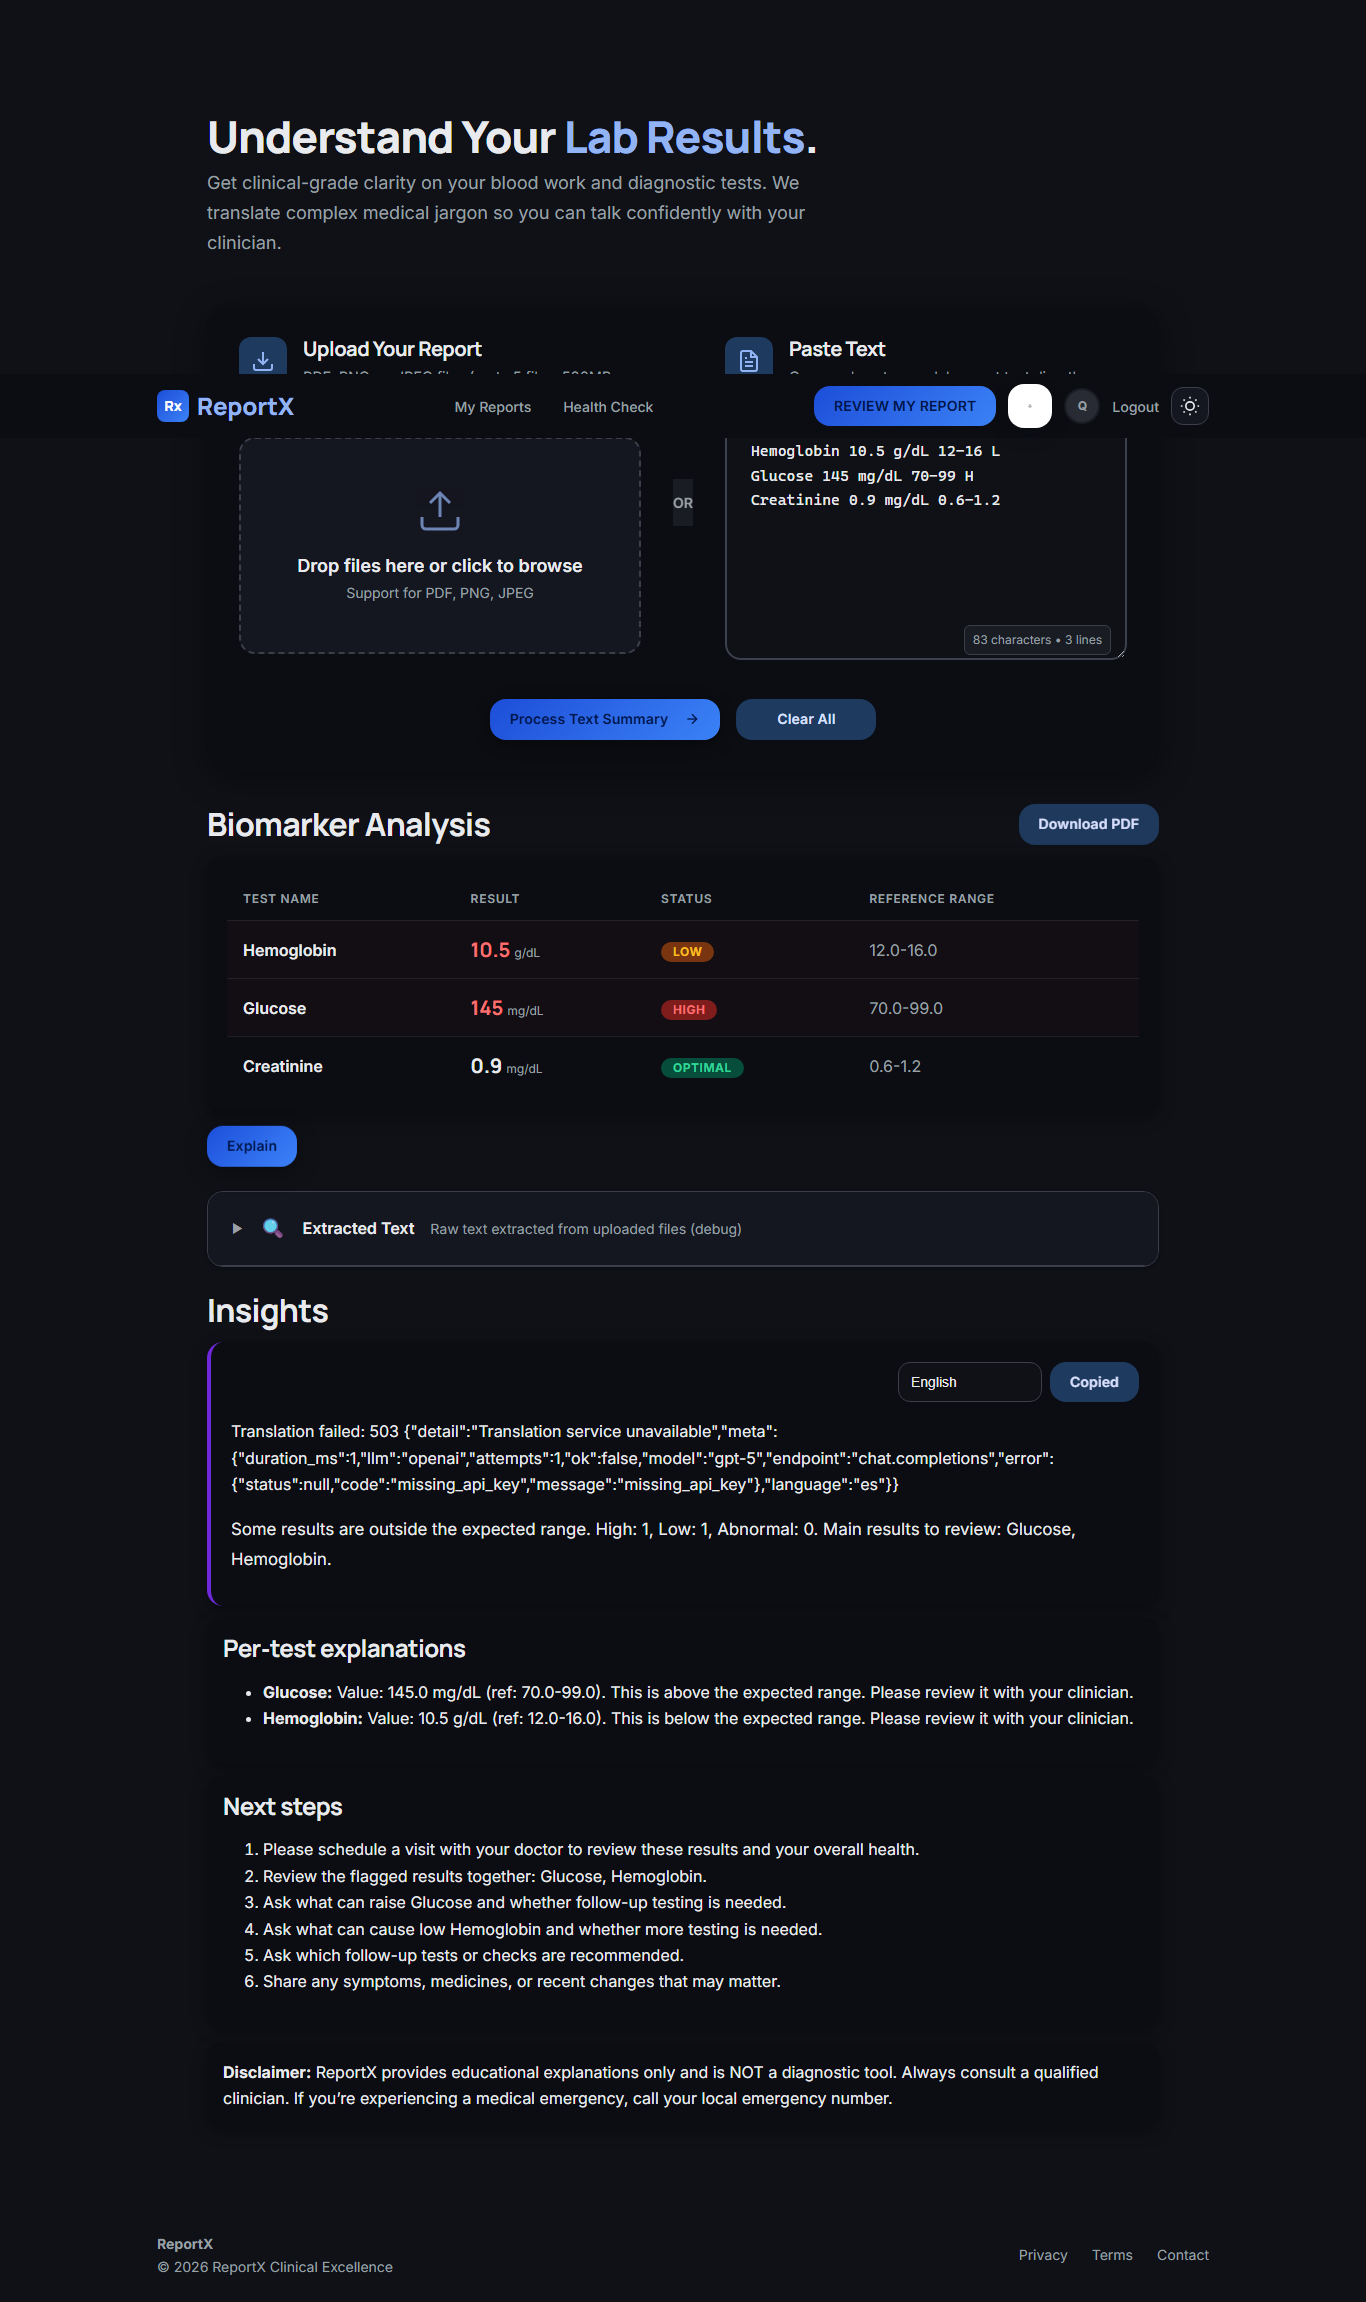 Understand Your Lab Results.
Get clinical-grade clarity on your blood work and diagnostic tests. We
translate complex medical jargon so you can talk confidently with your
clinician.
Upload Your Report
Paste Text
Rx ReportX
My Reports
Health Check
REVIEW MY REPORT
Q
Logout
Drop files here or click to browse
Support for PDF, PNG, JPEG
OR
Hemoglobin 10.5 g/dL 12-16 L
Glucose 145 mg/dL 70-99 H
Creatinine 0.9 mg/dL 0.6-1.2
83 characters • 3 lines
Process Text Summary →
Clear All
Biomarker Analysis
Download PDF
TEST NAME RESULT STATUS REFERENCE RANGE
Hemoglobin 10.5 g/dL LOW 12.0-16.0
Glucose 145 mg/dL HIGH 70.0-99.0
Creatinine 0.9 mg/dL OPTIMAL 0.6-1.2
Explain
Extracted Text Raw text extracted from uploaded files (debug)
Insights
English
Copied
Translation failed: 503 {"detail":"Translation service unavailable","meta":
{"duration_ms":1,"llm":"openai","attempts":1,"ok":false,"model":"gpt-5","endpoint":"chat.completions","error":
{"status":null,"code":"missing_api_key","message":"missing_api_key"},"language":"es"}}
Some results are outside the expected range. High: 1, Low: 1, Abnormal: 0. Main results to review: Glucose,
Hemoglobin.
Per-test explanations
• Glucose: Value: 145.0 mg/dL (ref: 70.0-99.0). This is above the expected range. Please review it with your clinician.
• Hemoglobin: Value: 10.5 g/dL (ref: 12.0-16.0). This is below the expected range. Please review it with your clinician.
Next steps
1. Please schedule a visit with your doctor to review these results and your overall health.
2. Review the flagged results together: Glucose, Hemoglobin.
3. Ask what can raise Glucose and whether follow-up testing is needed.
4. Ask what can cause low Hemoglobin and whether more testing is needed.
5. Ask which follow-up tests or checks are recommended.
6. Share any symptoms, medicines, or recent changes that may matter.
Disclaimer: ReportX provides educational explanations only and is NOT a diagnostic tool. Always consult a qualified
clinician. If you’re experiencing a medical emergency, call your local emergency number.
ReportX
© 2026 ReportX Clinical Excellence
Privacy
Terms
Contact